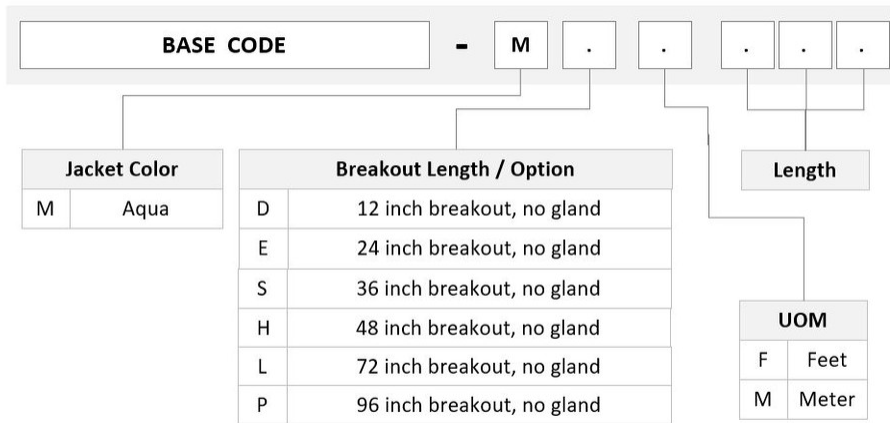 BASE CODE - M . . . . .
Jacket Color
M Aqua
Breakout Length / Option
D 12 inch breakout, no gland
E 24 inch breakout, no gland
S 36 inch breakout, no gland
H 48 inch breakout, no gland
L 72 inch breakout, no gland
P 96 inch breakout, no gland
Length
UOM
F Feet
M Meter